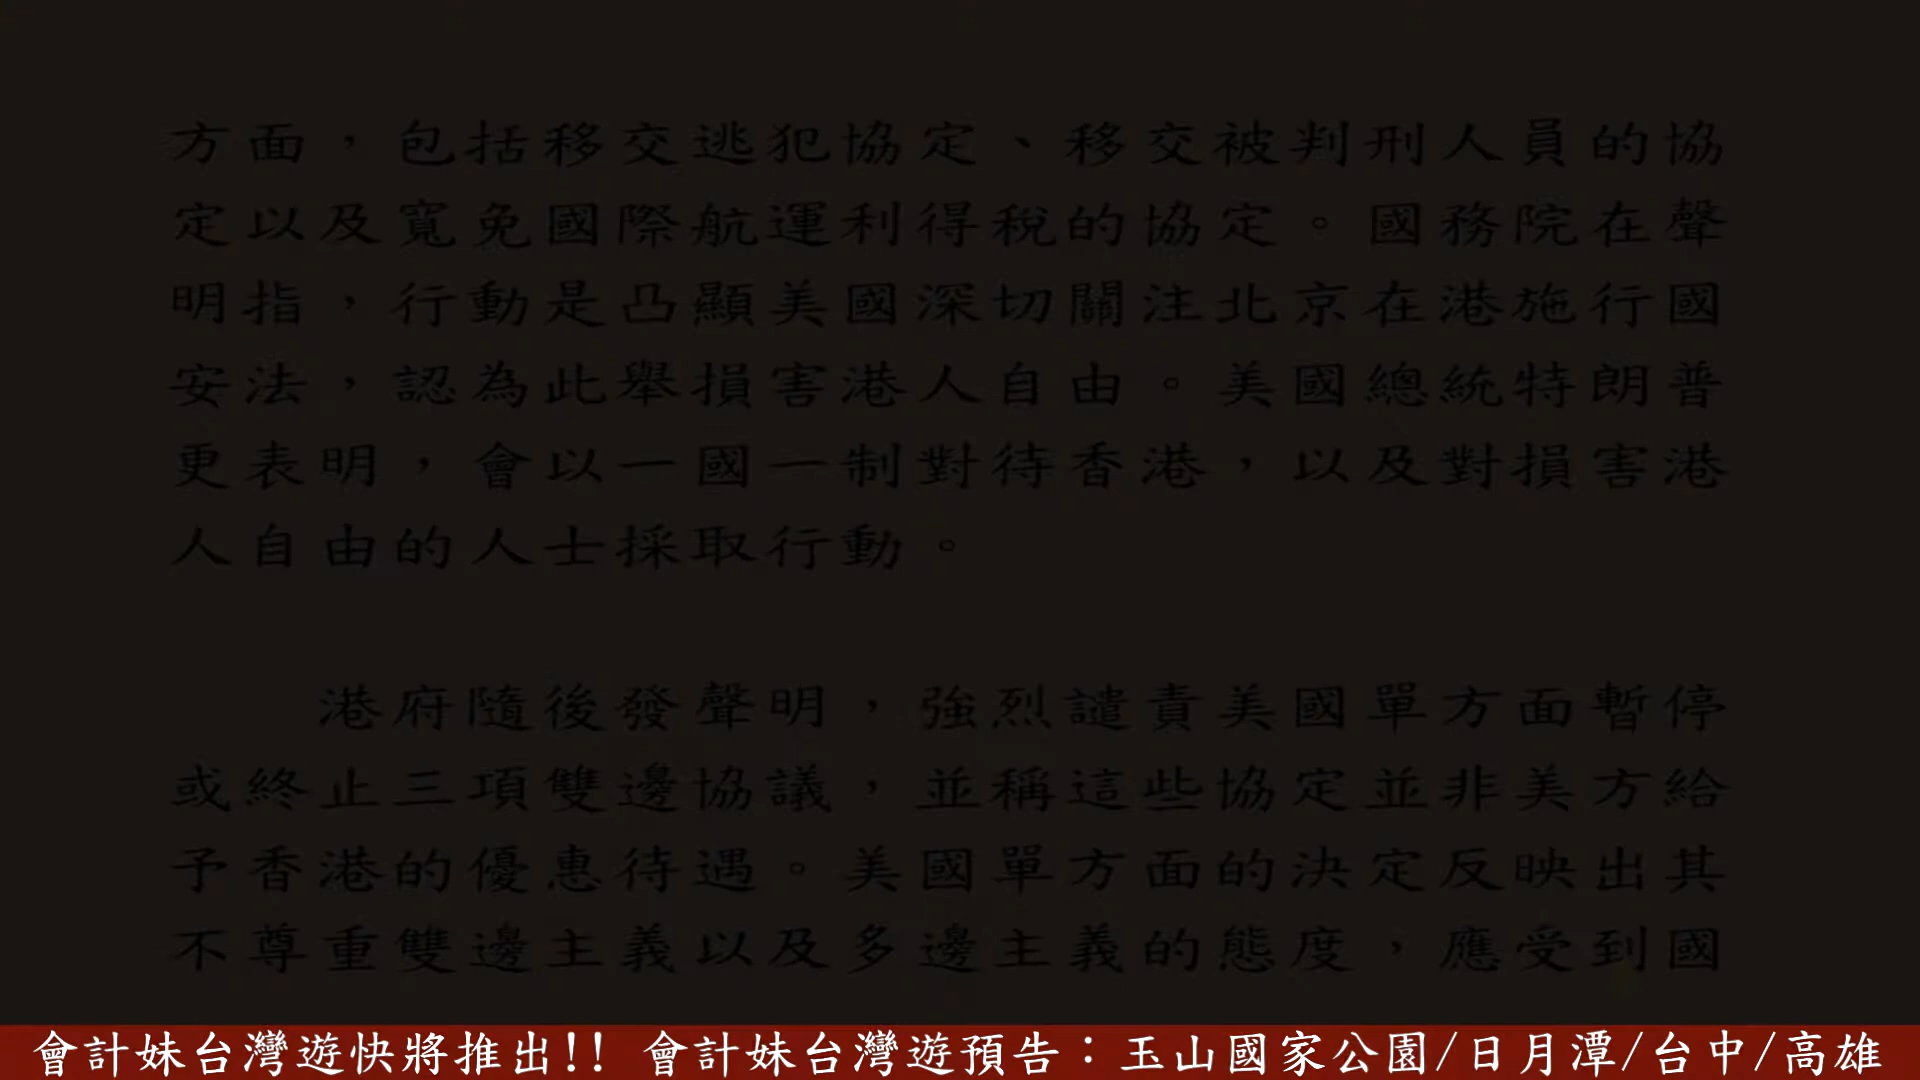 方面，包括移交逃犯協定、移交被判刑人員的協
定以及寬免國際航運利得稅的協定。國務院在聲
明指，行動是凸顯美國深切關注北京在港施行國
安法，認為此舉損害港人自由。美國總統特朗普
更表明，會以一國一制對待香港，以及對損害港
人自由的人士採取行動。
港府隨後發聲明，強烈譴責美國單方面暫停
或終止三項雙邊協議，並稱這些協定並非美方給
予香港的優惠待遇。美國單方面的決定反映出其
不尊重雙邊主義以及多邊主義的態度，應受到國
會計妹台灣遊快將推出!! 會計妹台灣遊預告：玉山國家公園/日月潭/台中/高雄